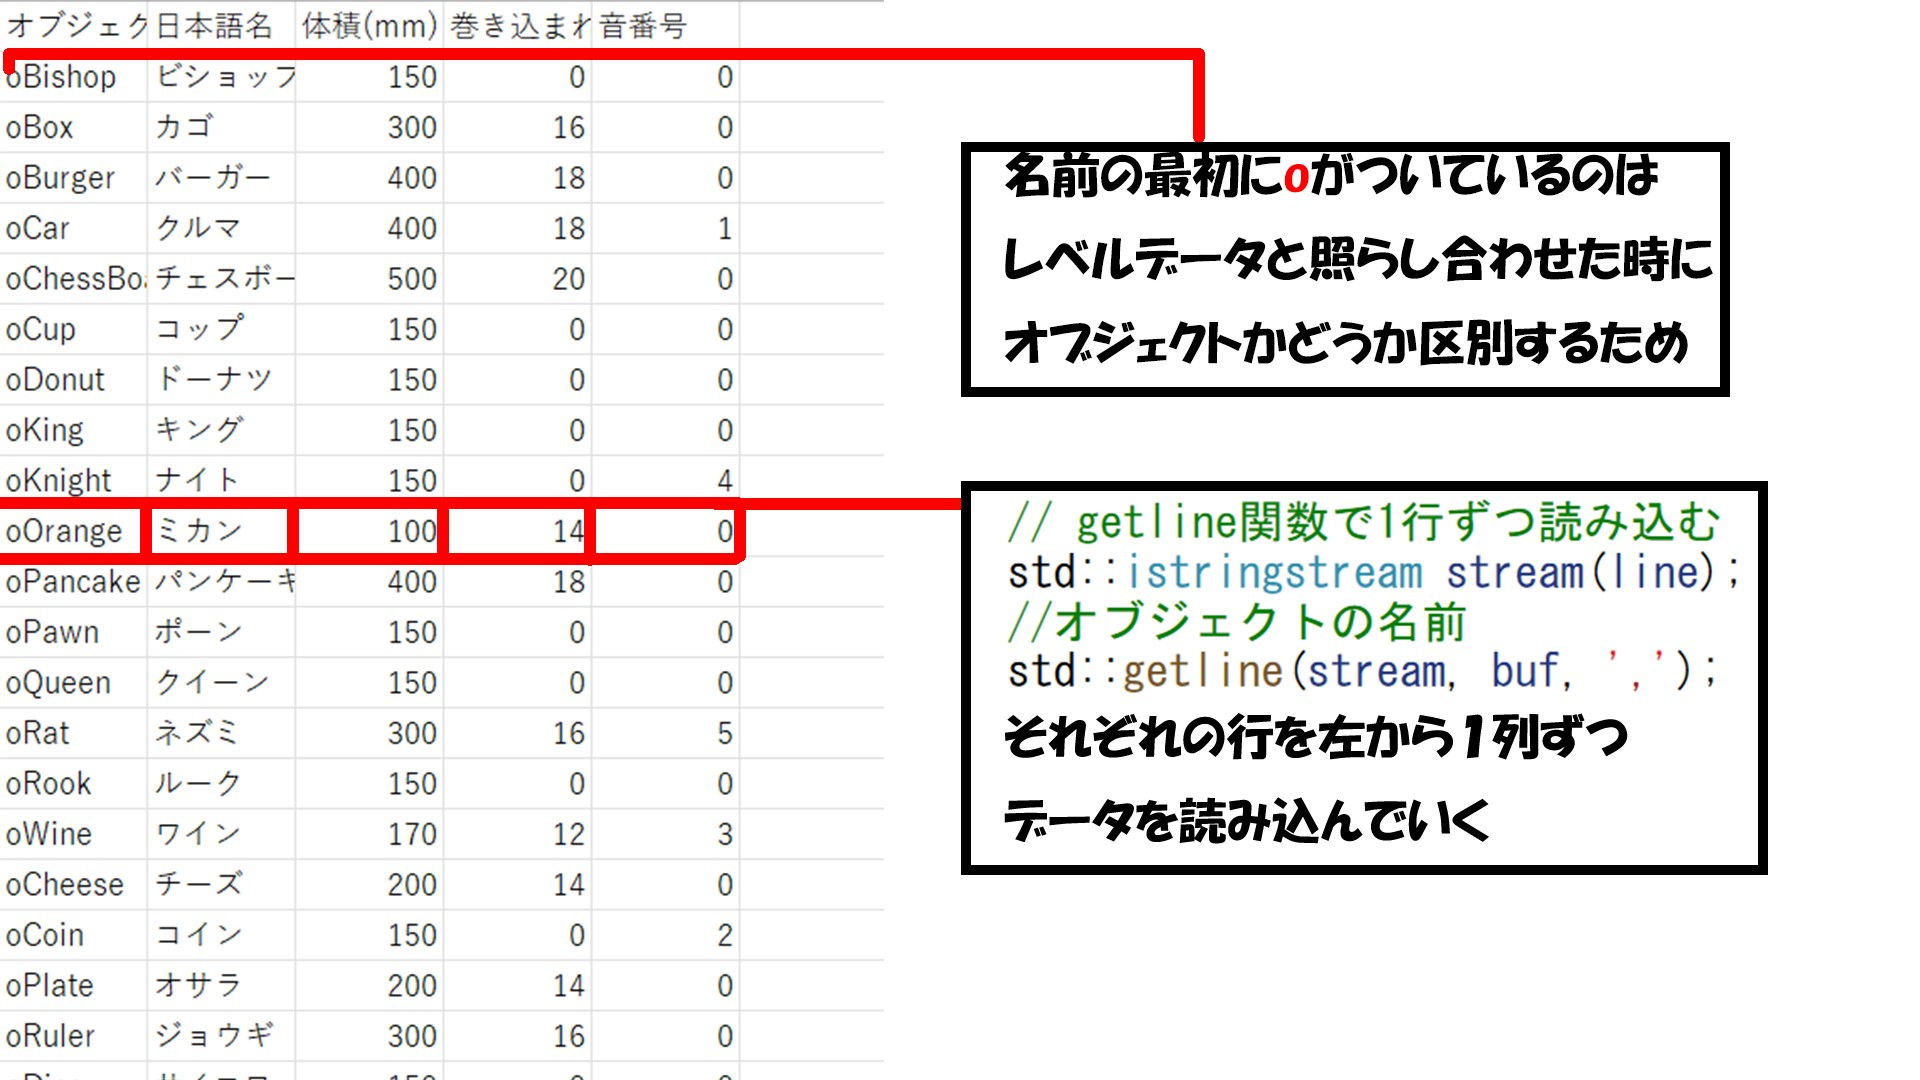 オブジェク 日本語名 体積(mm) 巻き込まれ 音番号
oBishop ビショップ 150 0 0
oBox カゴ 300 16 0
oBurger バーガー 400 18 0
oCar クルマ 400 18 1
oChessBoa チェスボー 500 20 0
oCup コップ 150 0 0
oDonut ドーナツ 150 0 0
oKing キング 150 0 0
oKnight ナイト 150 0 4
oOrange ミカン 100 14 0
oPancake パンケーキ 400 18 0
oPawn ポーン 150 0 0
oQueen クイーン 150 0 0
oRat ネズミ 300 16 5
oRook ルーク 150 0 0
oWine ワイン 170 12 3
oCheese チーズ 200 14 0
oCoin コイン 150 0 2
oPlate オサラ 200 14 0
oRuler ジョウギ 300 16 0
名前の最初にoがついているのは
レベルデータと照らし合わせた時に
オブジェクトかどうか区別するため
// getline関数で1行ずつ読み込む
std::istringstream stream(line);
//オブジェクトの名前
std::getline(stream, buf, ',');
それぞれの行を左から1列ずつ
データを読み込んでいく